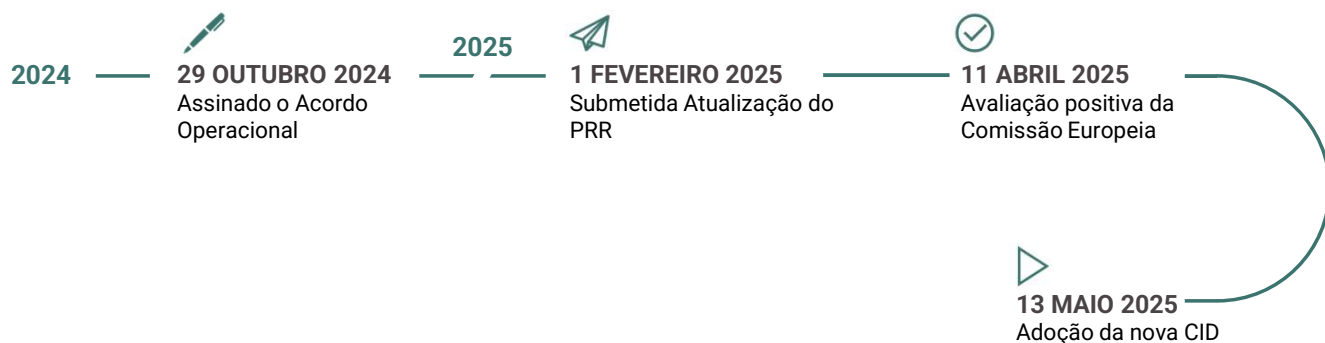 2024
29 OUTUBRO 2024
Assinado o Acordo
Operacional
2025
1 FEVEREIRO 2025
Submetida Atualização do
PRR
11 ABRIL 2025
Avaliação positiva da
Comissão Europeia
13 MAIO 2025
Adoção da nova CID